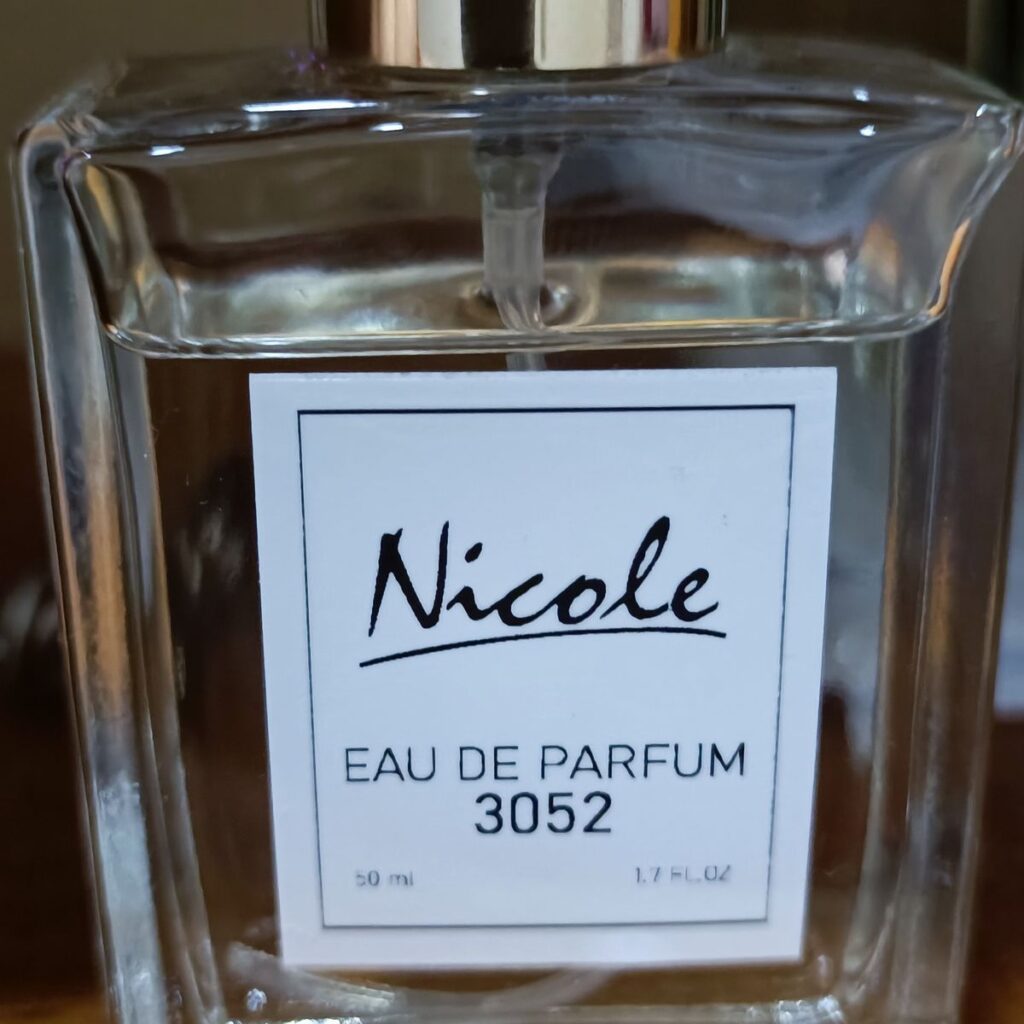 Nicole
EAU DE PARFUM
3052
50 ml 1.7 FL.OZ